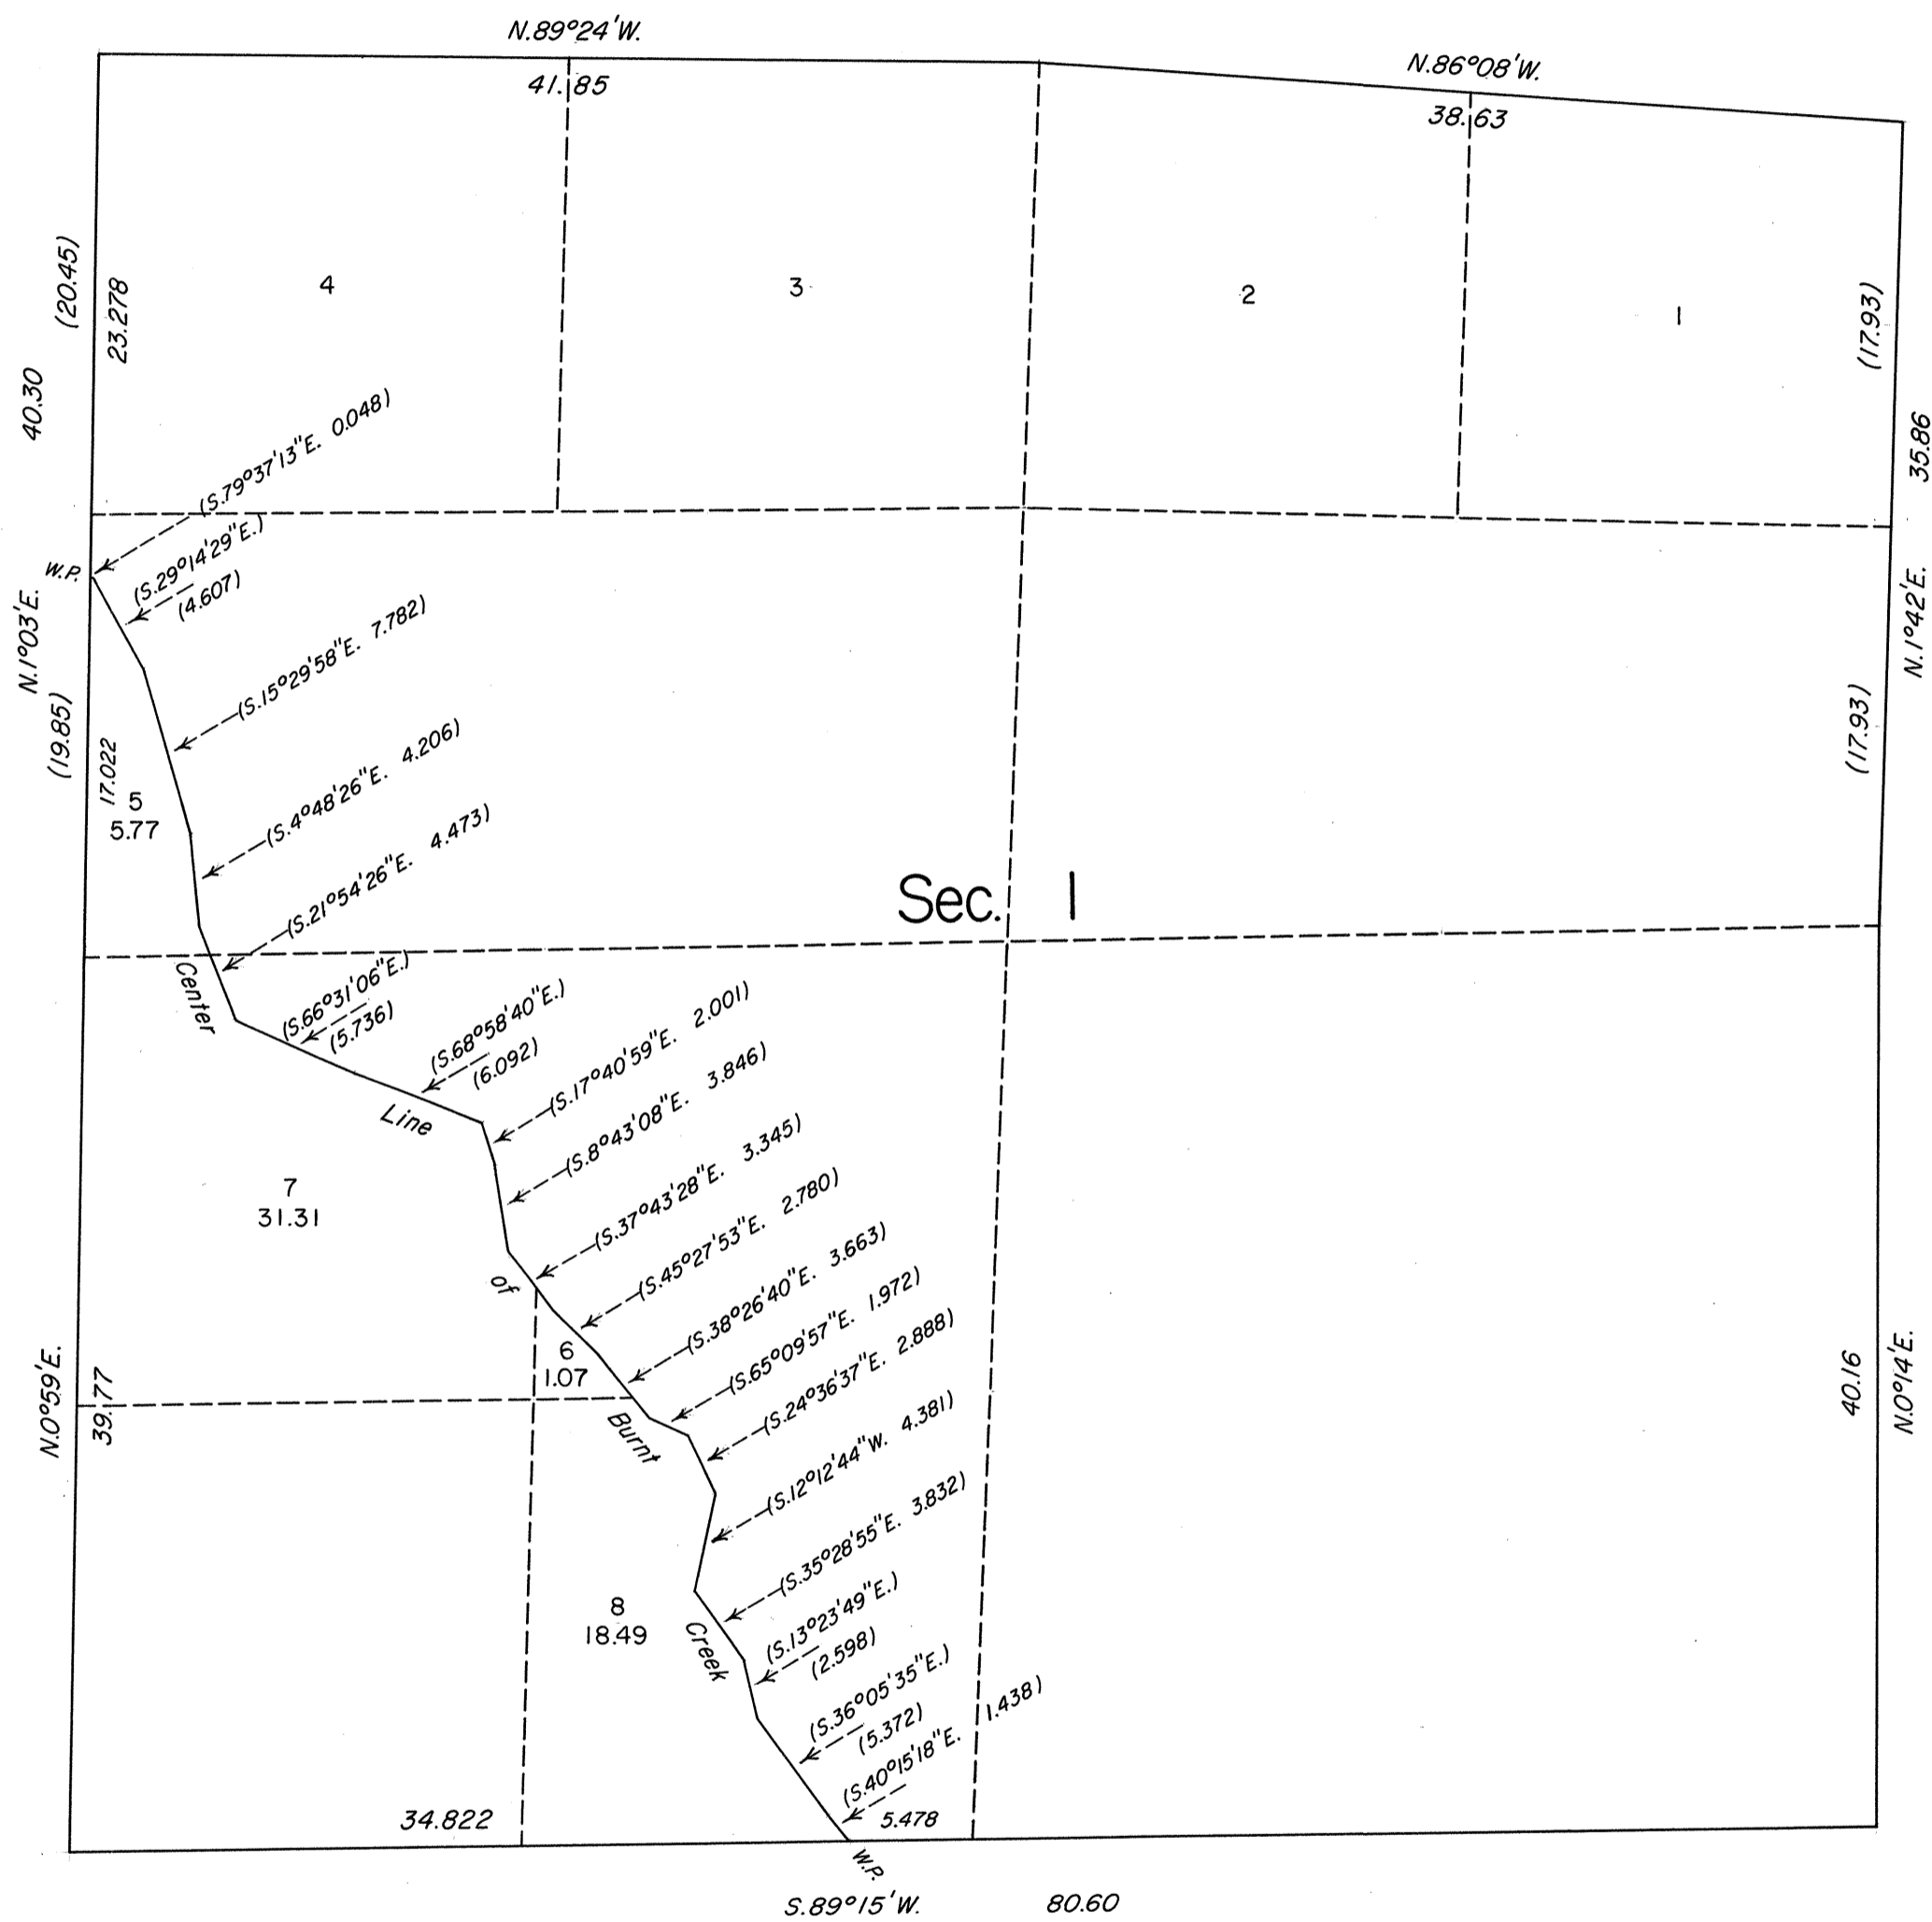 N.89°24'W.
41.85
N.86°08'W.
38.63
(20.45)
23.278
40.30
4
3
2
1
(17.93)
35.86
(S.79°37'13"E. 0.048)
W.P.
(S.29°14'29"E.)
(4.607)
N.1°03'E.
(19.85)
17.022
5
5.77
(S.15°29'58"E. 7.782)
(S.4°48'26"E. 4.206)
(S.21°54'26"E. 4.473)
N.1°42'E.
(17.93)
Sec. 1
Center
(S.66°31'06"E.)
(5.736)
(S.68°58'40"E.)
(6.092)
Line
(S.17°40'59"E. 2.001)
(S.8°43'08"E. 3.846)
(S.37°43'28"E. 3.345)
(S.45°27'53"E. 2.780)
(S.38°26'40"E. 3.663)
(S.65°09'57"E. 1.972)
(S.24°36'37"E. 2.888)
7
31.31
of
6
1.07
N.0°59'E.
39.77
Burnt
40.16
N.0°14'E.
(S.12°12'44"W. 4.381)
(S.35°28'55"E. 3.832)
(S.13°23'49"E.)
(2.598)
8
18.49
Creek
(S.36°05'35"E.)
(5.372)
(S.40°15'18"E. 1.438)
34.822
5.478
W.P.
S.89°15'W. 80.60